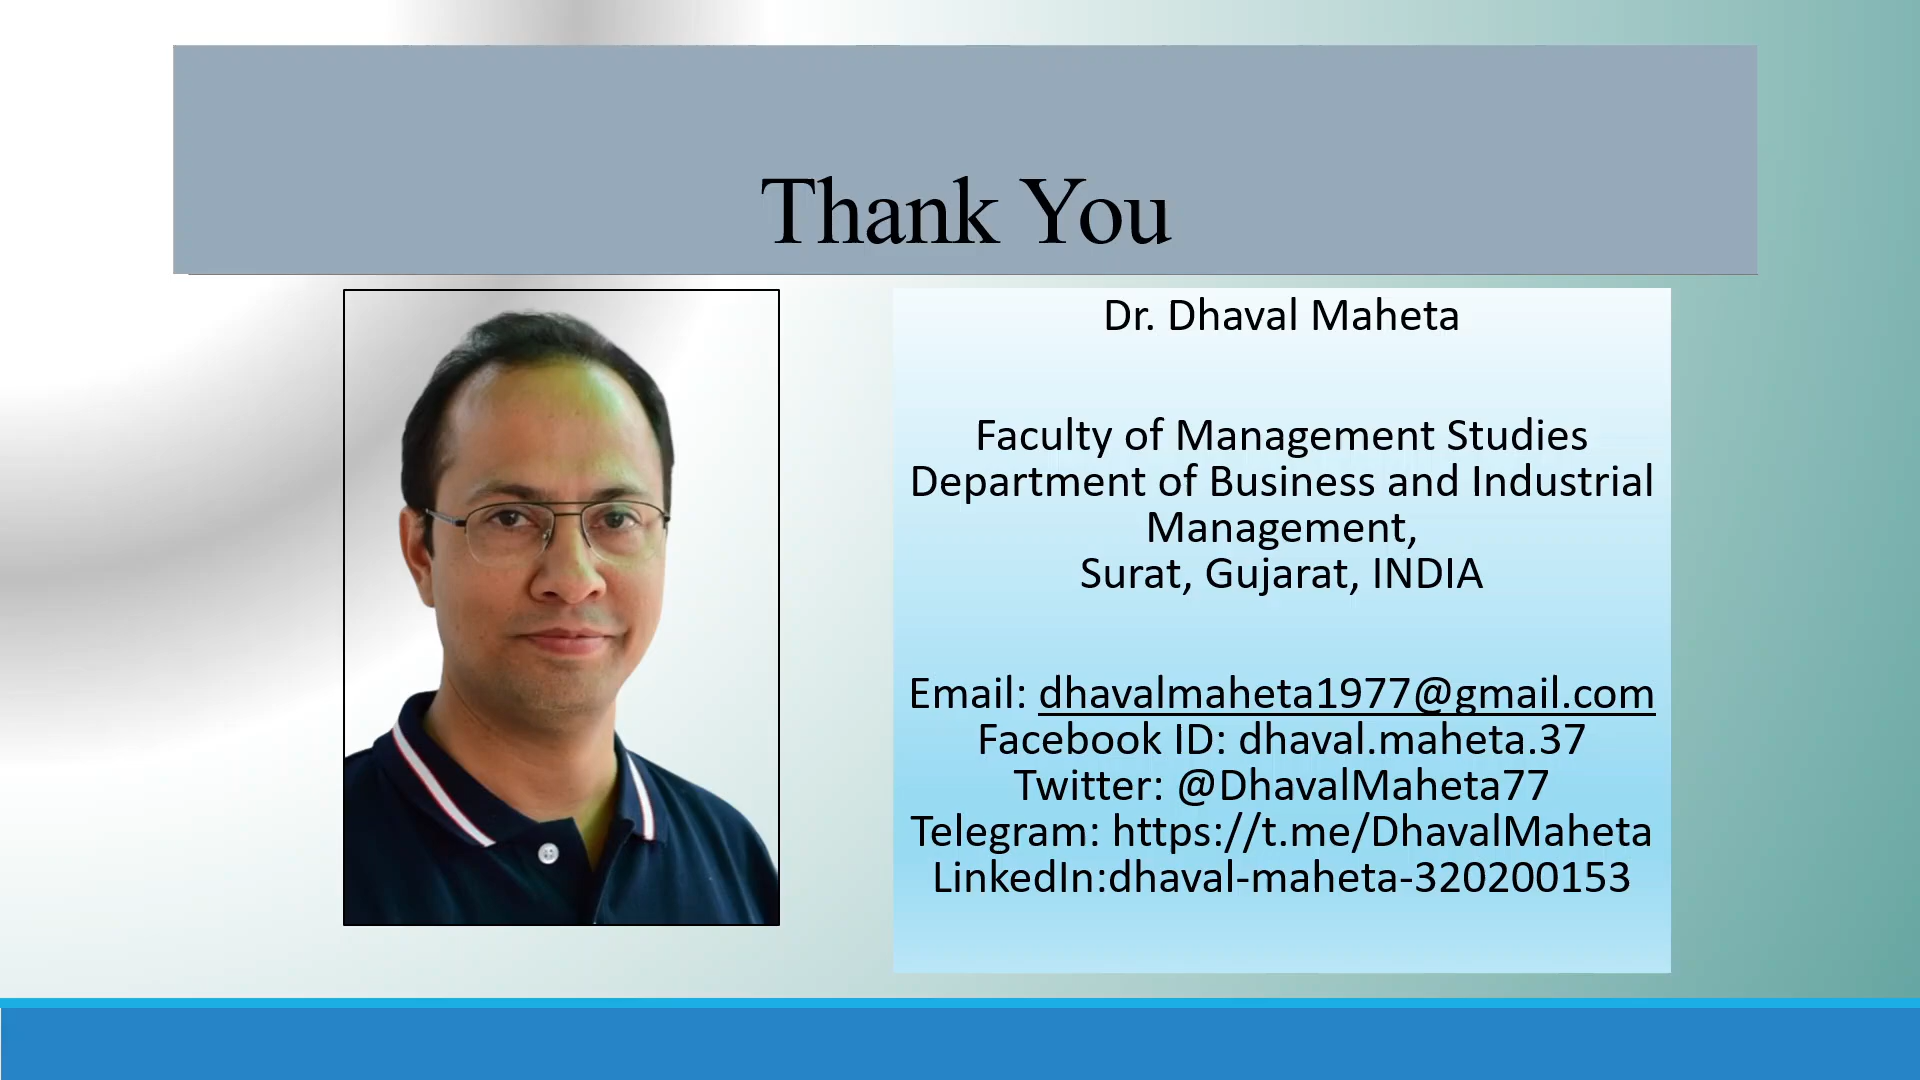 Thank You
Dr. Dhaval Maheta
Faculty of Management Studies
Department of Business and Industrial
Management,
Surat, Gujarat, INDIA
Email: dhavalmaheta1977@gmail.com
Facebook ID: dhaval.maheta.37
Twitter: @DhavalMaheta77
Telegram: https://t.me/DhavalMaheta
LinkedIn:dhaval-maheta-320200153